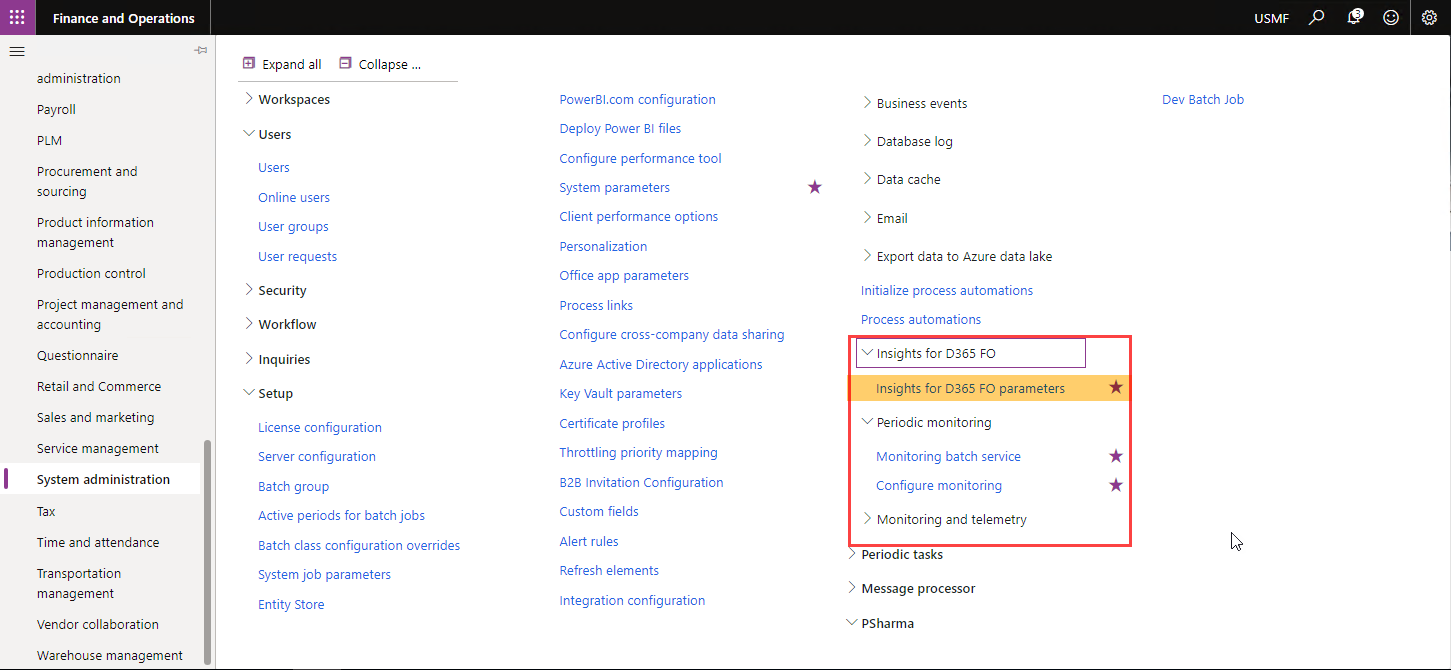 Finance and Operations
USMF
3
administration
Payroll
PLM
Procurement and
sourcing
Product information
management
Production control
Project management and
accounting
Questionnaire
Retail and Commerce
Sales and marketing
Service management
System administration
Tax
Time and attendance
Transportation
management
Vendor collaboration
Warehouse management
Expand all
Collapse ...
Workspaces
Users
Users
Online users
User groups
User requests
Security
Workflow
Inquiries
Setup
License configuration
Server configuration
Batch group
Active periods for batch jobs
Batch class configuration overrides
System job parameters
Entity Store
PowerBI.com configuration
Deploy Power BI files
Configure performance tool
System parameters
Client performance options
Personalization
Office app parameters
Process links
Configure cross-company data sharing
Azure Active Directory applications
Key Vault parameters
Certificate profiles
Throttling priority mapping
B2B Invitation Configuration
Custom fields
Alert rules
Refresh elements
Integration configuration
Business events
Database log
Data cache
Email
Export data to Azure data lake
Initialize process automations
Process automations
Insights for D365 FO
Insights for D365 FO parameters
Periodic monitoring
Monitoring batch service
Configure monitoring
Monitoring and telemetry
Periodic tasks
Message processor
PSharma
Dev Batch Job